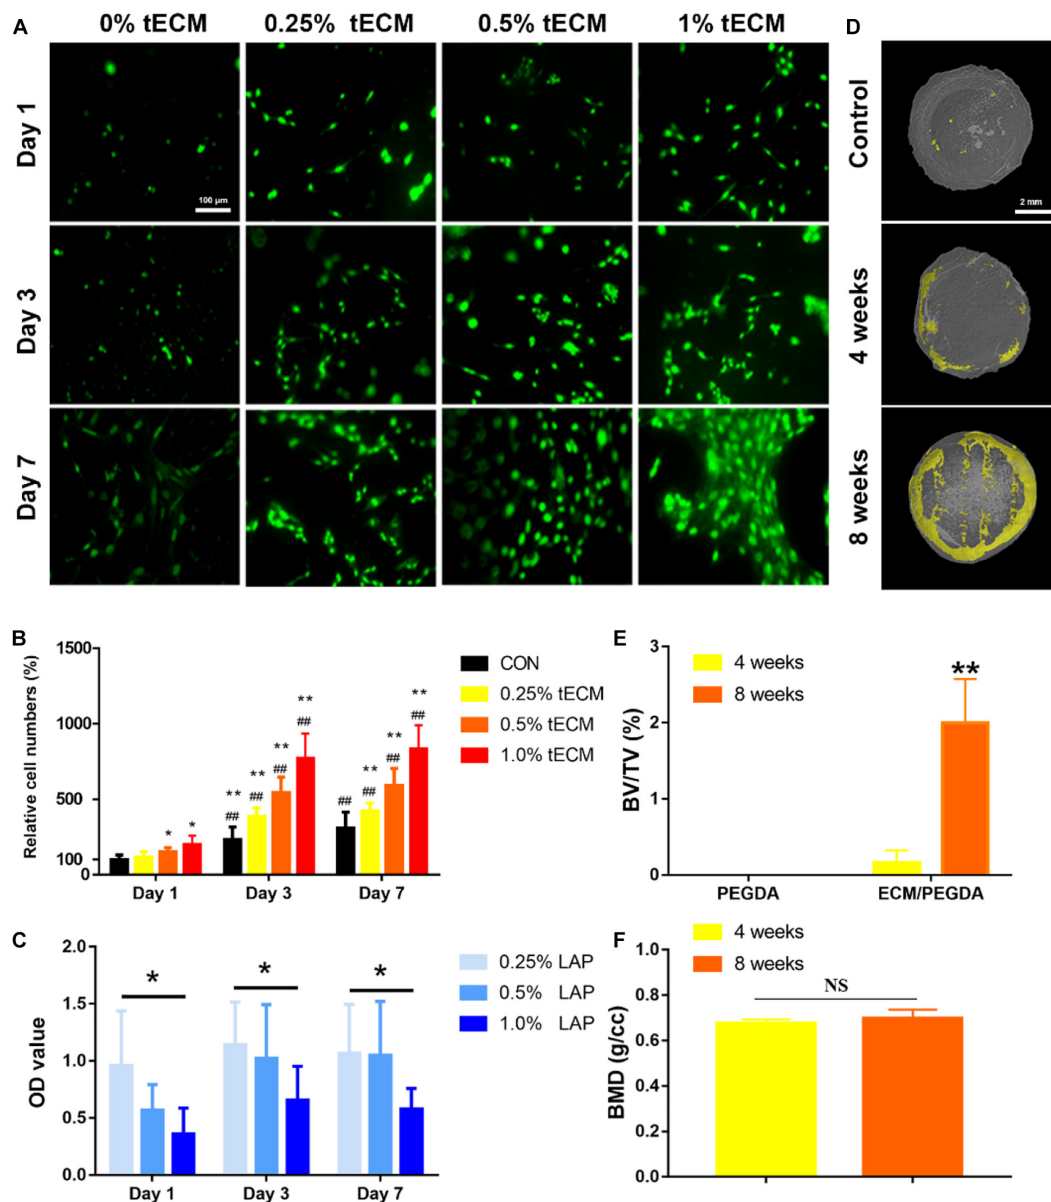 A
0% tECM
0.25% tECM
0.5% tECM
1% tECM
Day 1
100 µm
Day 3
Day 7
D
Control
2 mm
4 weeks
8 weeks
B
Relative cell numbers (%)
1500
1000
500
100
0
* *
** ## ** ## ** ## ** ##
## ** ## ** ## ** ##
Day 1
Day 3
Day 7
CON
0.25% tECM
0.5% tECM
1.0% tECM
E
BV/TV (%)
3
2
1
0
4 weeks
8 weeks
**
PEGDA
ECM/PEGDA
C
OD value
2.0
1.5
1.0
0.5
0.0
* * *
Day 1
Day 3
Day 7
0.25% LAP
0.5% LAP
1.0% LAP
F
BMD (g/cc)
1.0
0.8
0.6
0.4
0.2
0.0
4 weeks
8 weeks
NS